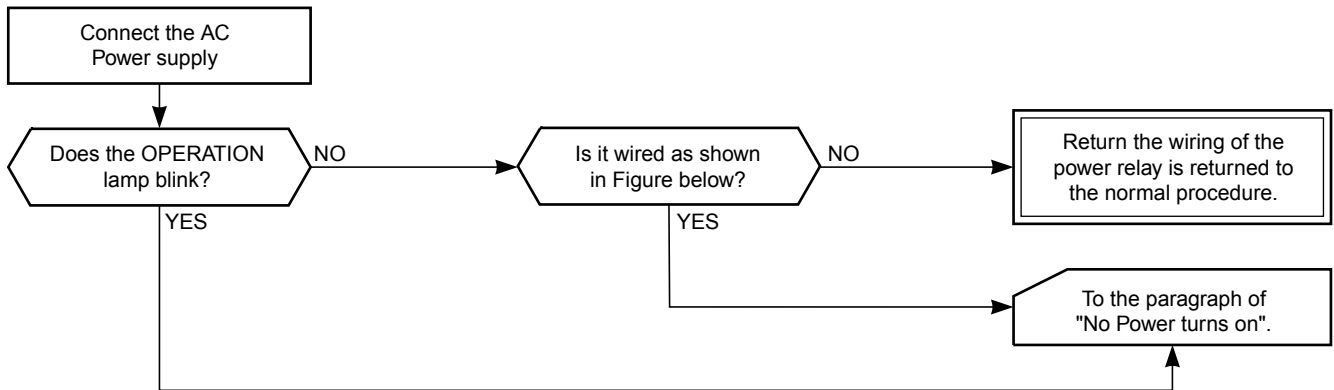 Connect the AC
Power supply
Does the OPERATION
lamp blink?
NO
Is it wired as shown
in Figure below?
NO
Return the wiring of the
power relay is returned to
the normal procedure.
YES
YES
To the paragraph of
"No Power turns on".